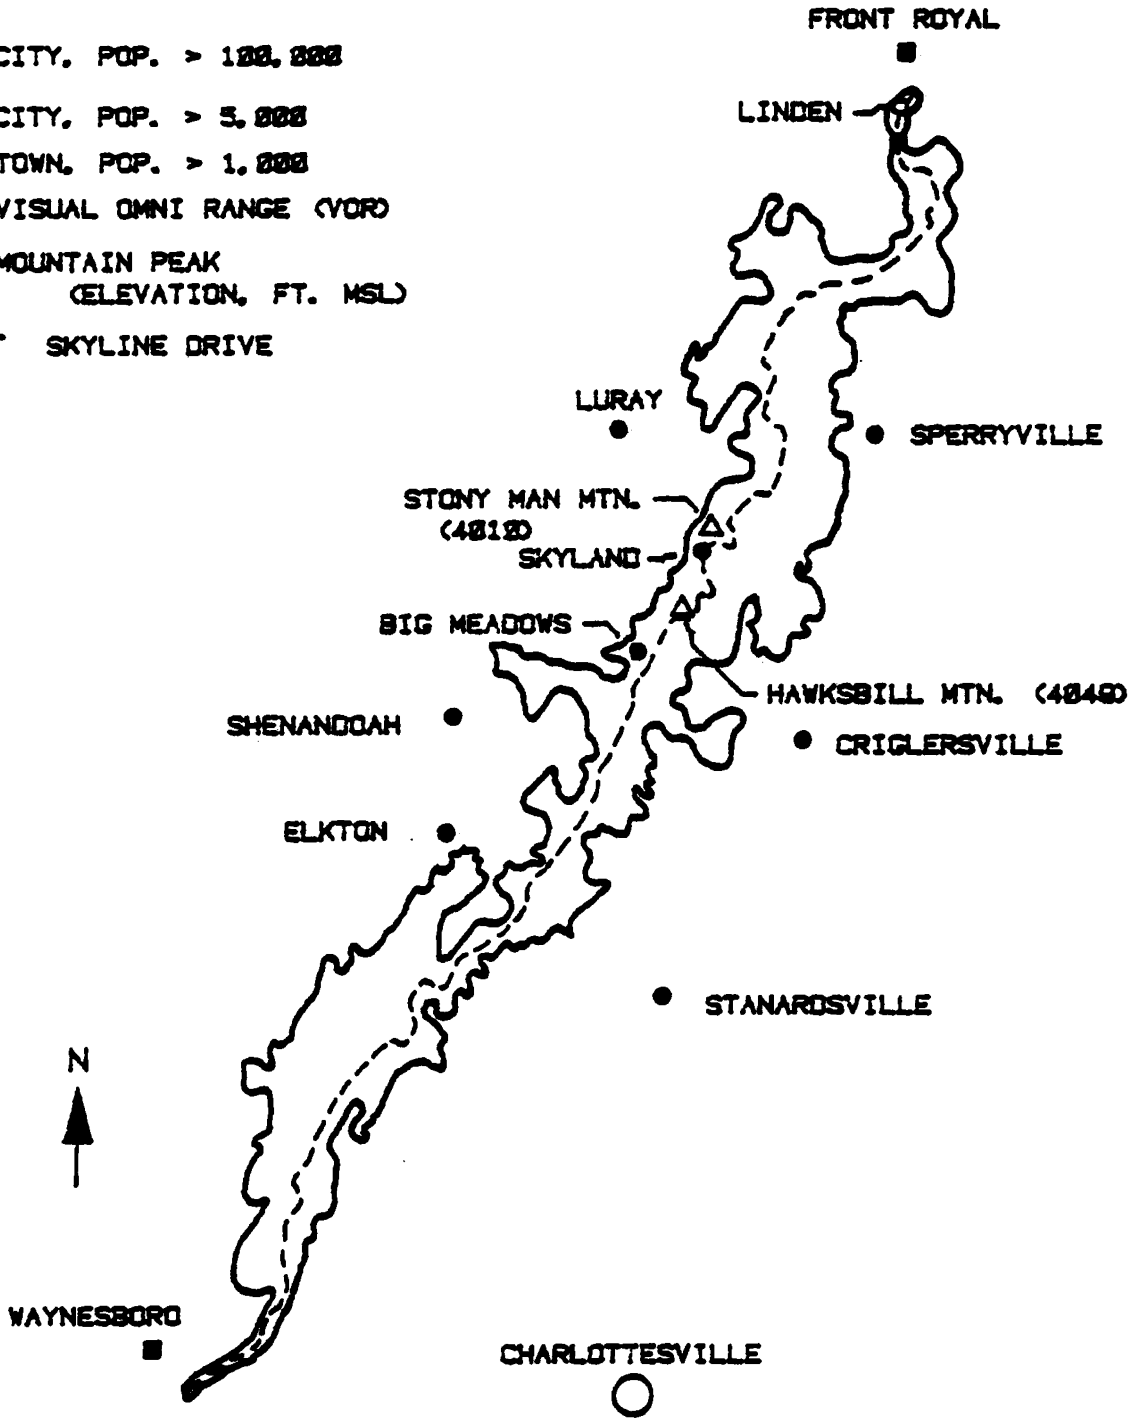 CITY, POP. > 100,000
CITY, POP. > 5,000
TOWN, POP. > 1,000
VISUAL OMNI RANGE (VOR)
MOUNTAIN PEAK
(ELEVATION, FT. MSL)
SKYLINE DRIVE
FRONT ROYAL
LINDEN
LURAY
SPERRYVILLE
STONY MAN MTN.
(4010)
SKYLAND
BIG MEADOWS
HAWKSBILL MTN. (4049)
SHENANDOAH
CRIGLERSVILLE
ELKTON
STANARDSVILLE
N
WAYNESBORO
CHARLOTTESVILLE